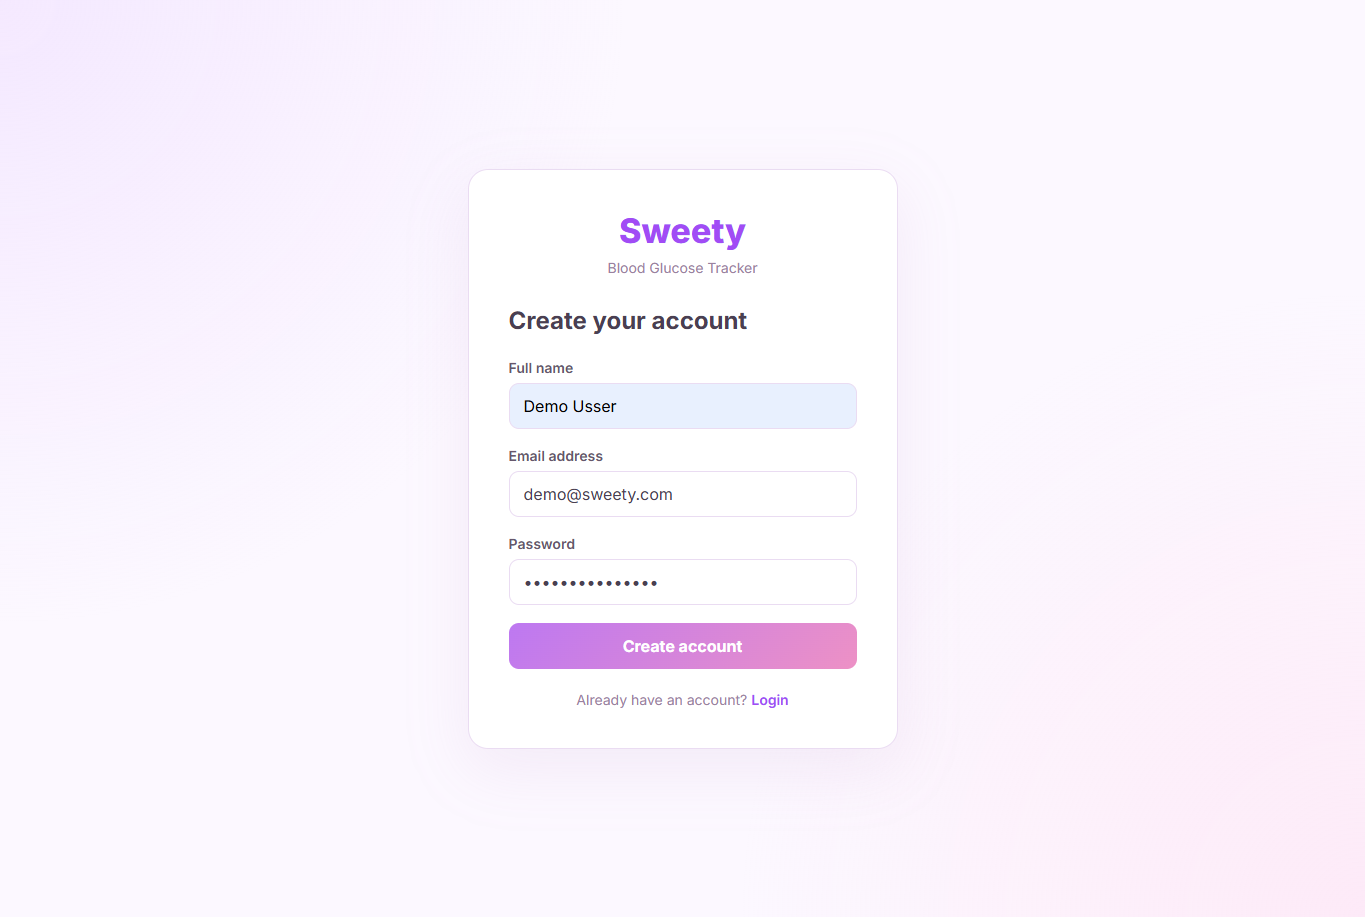 Sweety
Blood Glucose Tracker
Create your account
Full name
Demo Usser
Email address
demo@sweety.com
Password
•••••••••••••••
Create account
Already have an account? Login